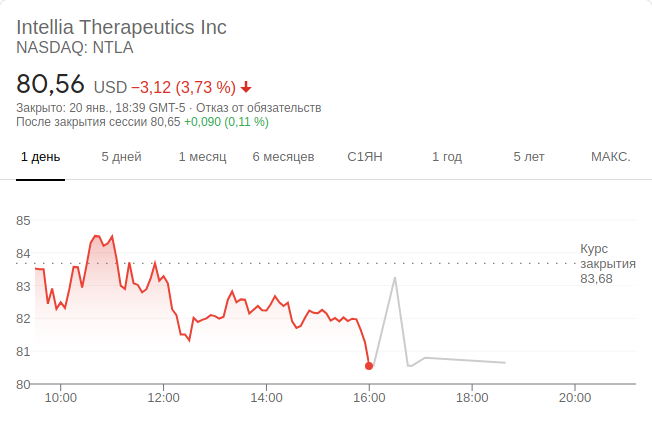 Intellia Therapeutics Inc
NASDAQ: NTLA
80,56 USD −3,12 (3,73 %)
Закрыто: 20 янв., 18:39 GMT-5 · Отказ от обязательств
После закрытия сессии 80,65 +0,090 (0,11 %)
1 день 5 дней 1 месяц 6 месяцев С1ЯН 1 год 5 лет МАКС.
85
84
83
82
81
80
Курс
закрытия
83,68
10:00 12:00 14:00 16:00 18:00 20:00